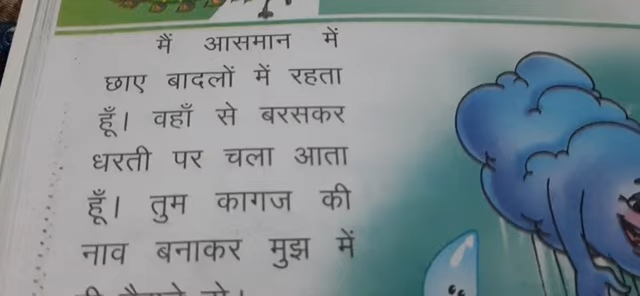 मैं आसमान में
छाए बादलों में रहता
हूँ। वहाँ से बरसकर
धरती पर चला आता
हूँ। तुम कागज की
नाव बनाकर मुझ में